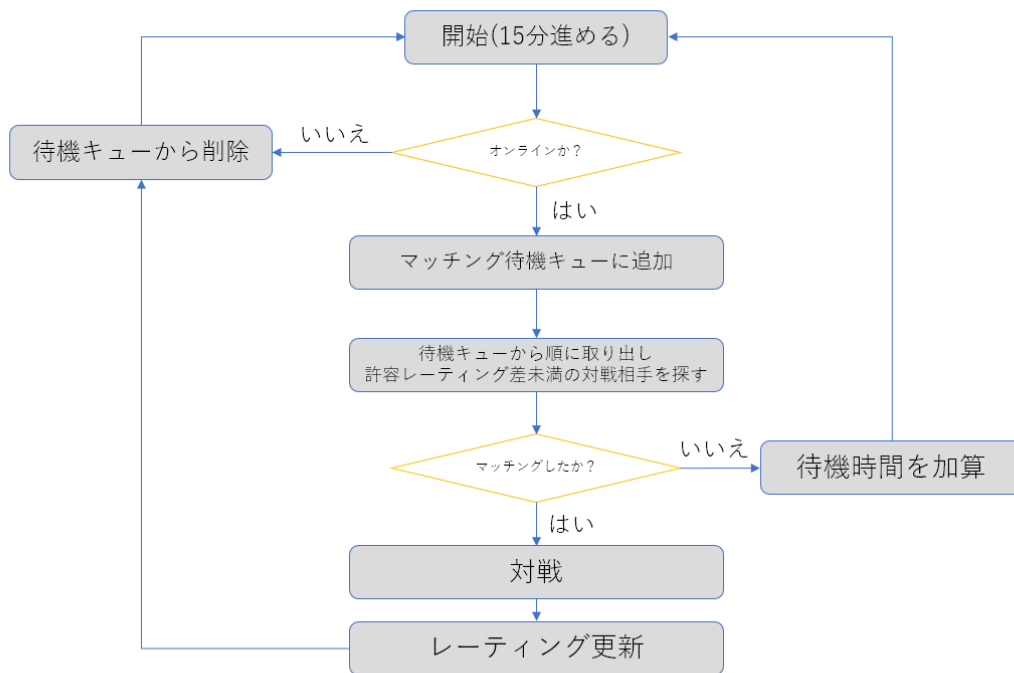 開始(15分進める)
いいえ
待機キューから削除
オンラインか？
はい
マッチング待機キューに追加
待機キューから順に取り出し
許容レーティング差未満の対戦相手を探す
いいえ
マッチングしたか？
待機時間を加算
はい
対戦
レーティング更新